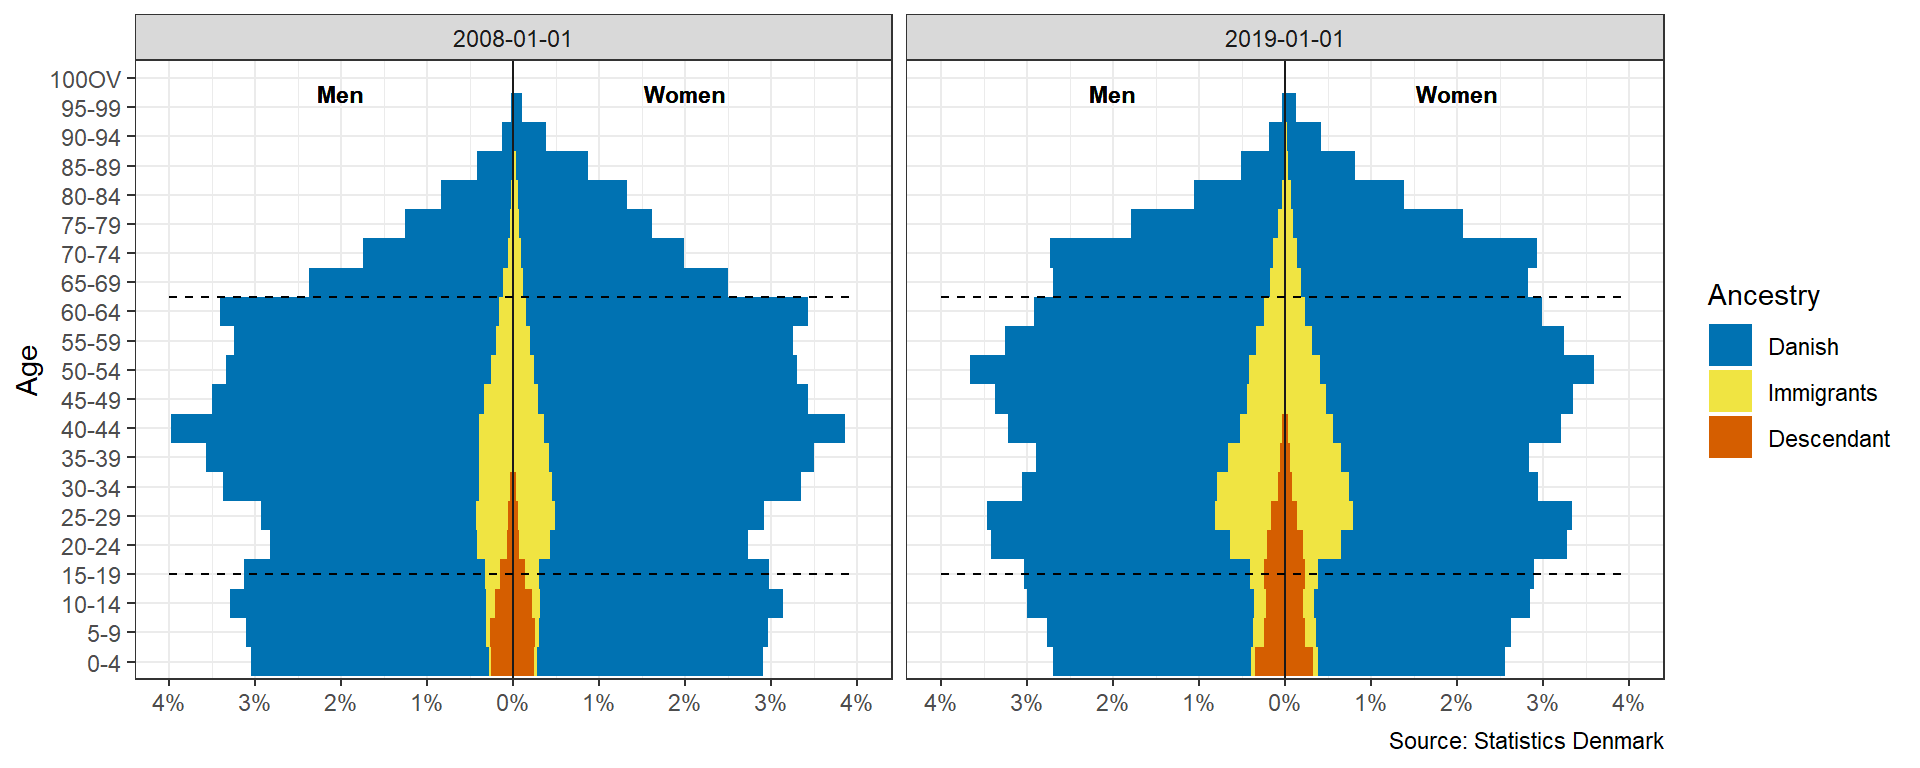 2008-01-01
2019-01-01
Men
Women
Men
Women
Age
100OV
95-99
90-94
85-89
80-84
75-79
70-74
65-69
60-64
55-59
50-54
45-49
40-44
35-39
30-34
25-29
20-24
15-19
10-14
5-9
0-4
4% 3% 2% 1% 0% 1% 2% 3% 4%
4% 3% 2% 1% 0% 1% 2% 3% 4%
Ancestry
Danish
Immigrants
Descendant
Source: Statistics Denmark